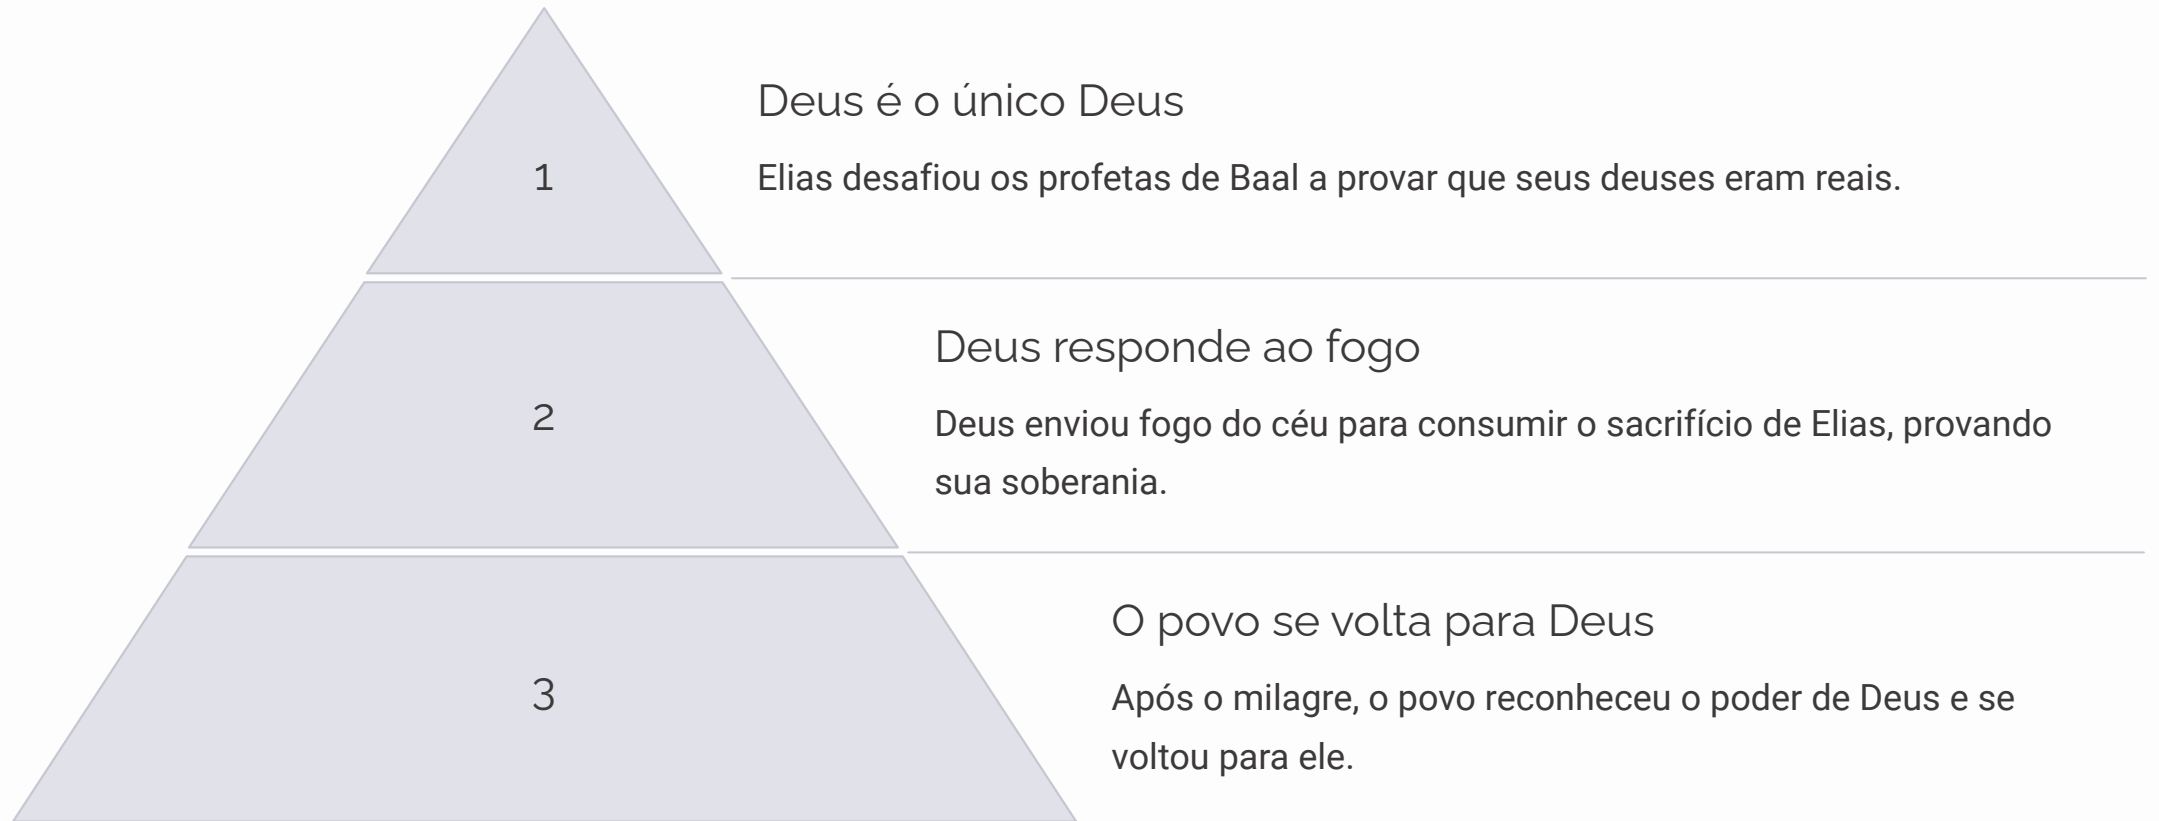 1
Deus é o único Deus
Elias desafiou os profetas de Baal a provar que seus deuses eram reais.
2
Deus responde ao fogo
Deus enviou fogo do céu para consumir o sacrifício de Elias, provando
sua soberania.
3
O povo se volta para Deus
Após o milagre, o povo reconheceu o poder de Deus e se
voltou para ele.